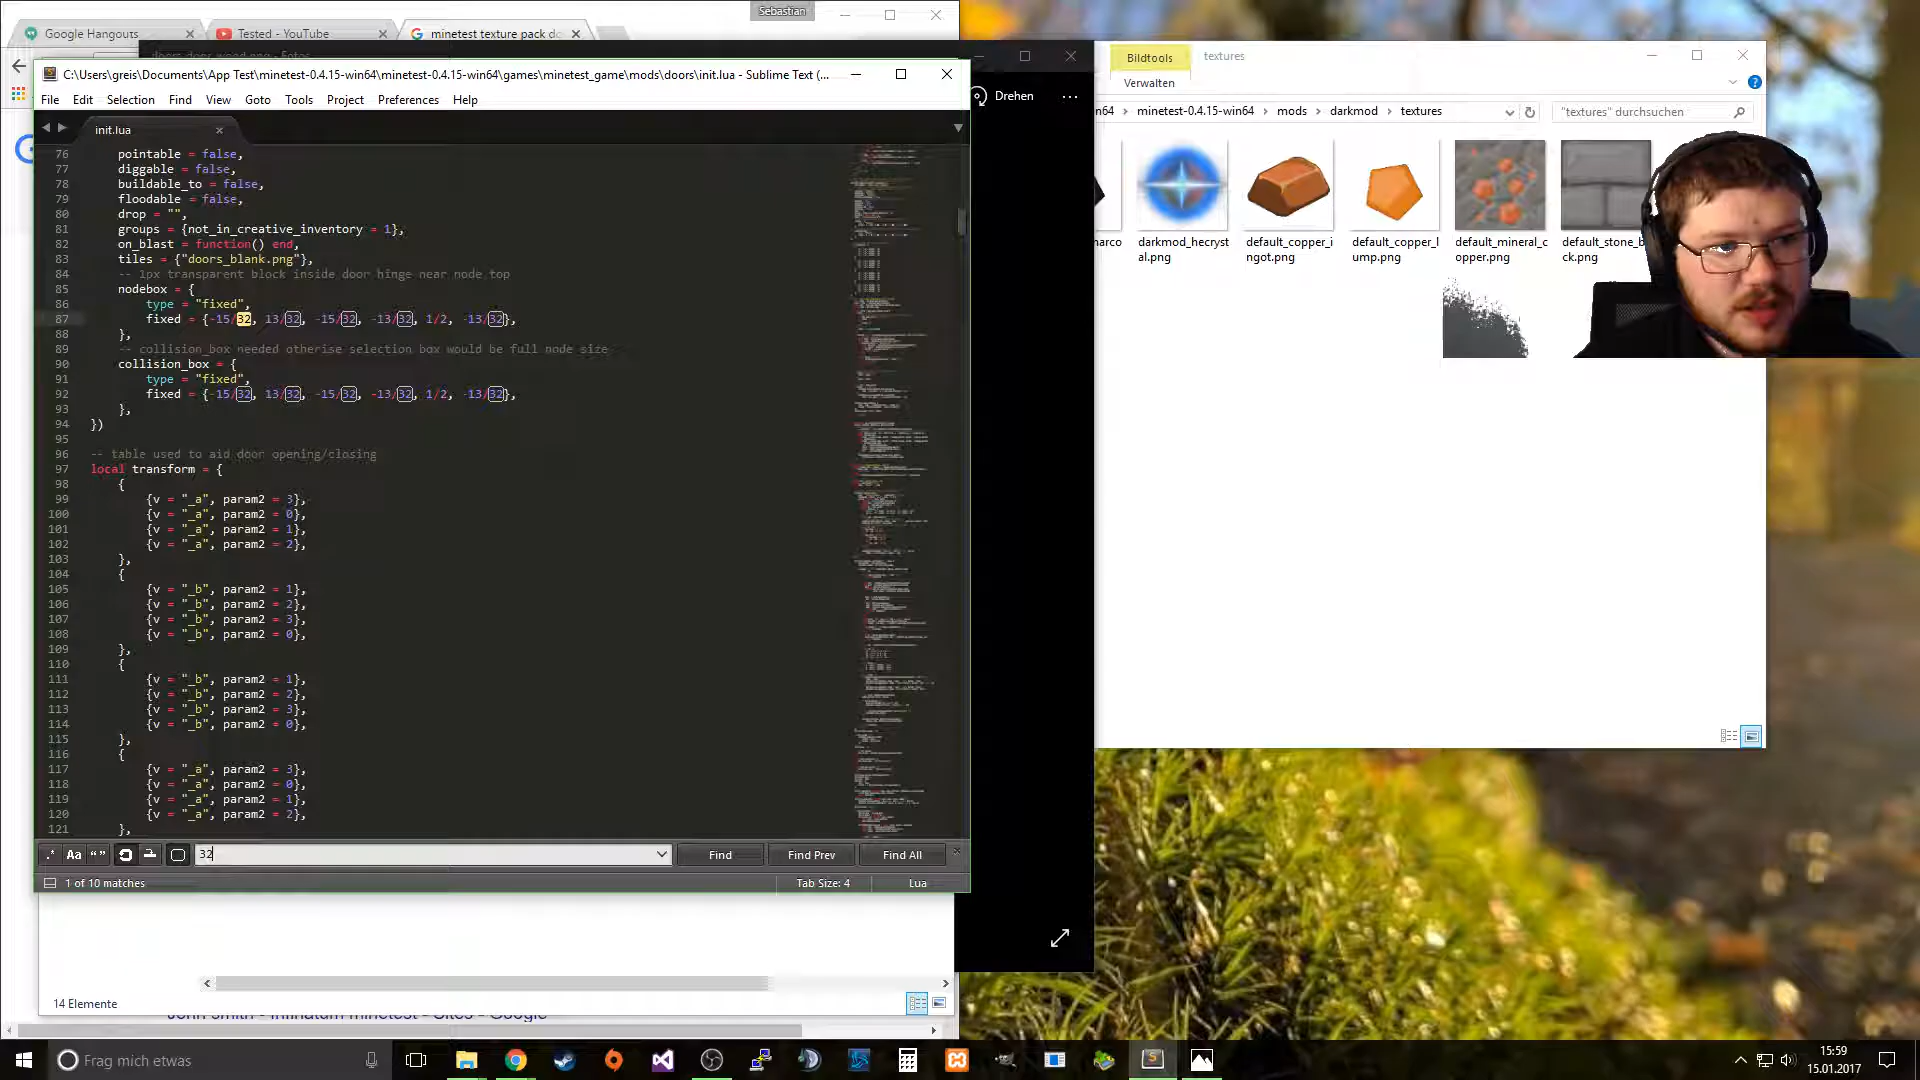 Sebastian
Google Hangouts
Tested - YouTube
minetest texture pack do
C:\Users\greis\Documents\App Test\minetest-0.4.15-win64\minetest-0.4.15-win64\games\minetest_game\mods\doors\init.lua - Sublime Text (...
File Edit Selection Find View Goto Tools Project Preferences Help
init.lua
76 pointable = false,
77 diggable = false,
78 buildable_to = false,
79 floodable = false,
80 drop = "",
81 groups = {not_in_creative_inventory = 1},
82 on_blast = function() end,
83 tiles = {"doors_blank.png"},
84 -- 1px transparent block inside door hinge near node top
85 nodebox = {
86 type = "fixed",
87 fixed = {-15/32, 13/32, -15/32, -13/32, 1/2, -13/32},
88 },
89 -- collision_box needed otherise selection box would be full node size
90 collision_box = {
91 type = "fixed",
92 fixed = {-15/32, 13/32, -15/32, -13/32, 1/2, -13/32},
93 },
94 })
95
96 -- table used to aid door opening/closing
97 local transform = {
98 {
99 {v = "_a", param2 = 3},
100 {v = "_a", param2 = 0},
101 {v = "_a", param2 = 1},
102 {v = "_a", param2 = 2},
103 },
104 {
105 {v = "_b", param2 = 1},
106 {v = "_b", param2 = 2},
107 {v = "_b", param2 = 3},
108 {v = "_b", param2 = 0},
109 },
110 {
111 {v = "_b", param2 = 1},
112 {v = "_b", param2 = 2},
113 {v = "_b", param2 = 3},
114 {v = "_b", param2 = 0},
115 },
116 {
117 {v = "_a", param2 = 3},
118 {v = "_a", param2 = 0},
119 {v = "_a", param2 = 1},
120 {v = "_a", param2 = 2},
121 },
.* Aa “ ” 32 Find Find Prev Find All
1 of 10 matches Tab Size: 4 Lua
14 Elemente
John Smith - Infinatum minetest - Sites - Google
Drehen
Bildtools textures
Verwalten
n64 > minetest-0.4.15-win64 > mods > darkmod > textures
"textures" durchsuchen
darkmod_hecryst
al.png
default_copper_i
ngot.png
default_copper_l
ump.png
default_mineral_c
opper.png
default_stone_b
ck.png
Frag mich etwas
15:59
15.01.2017